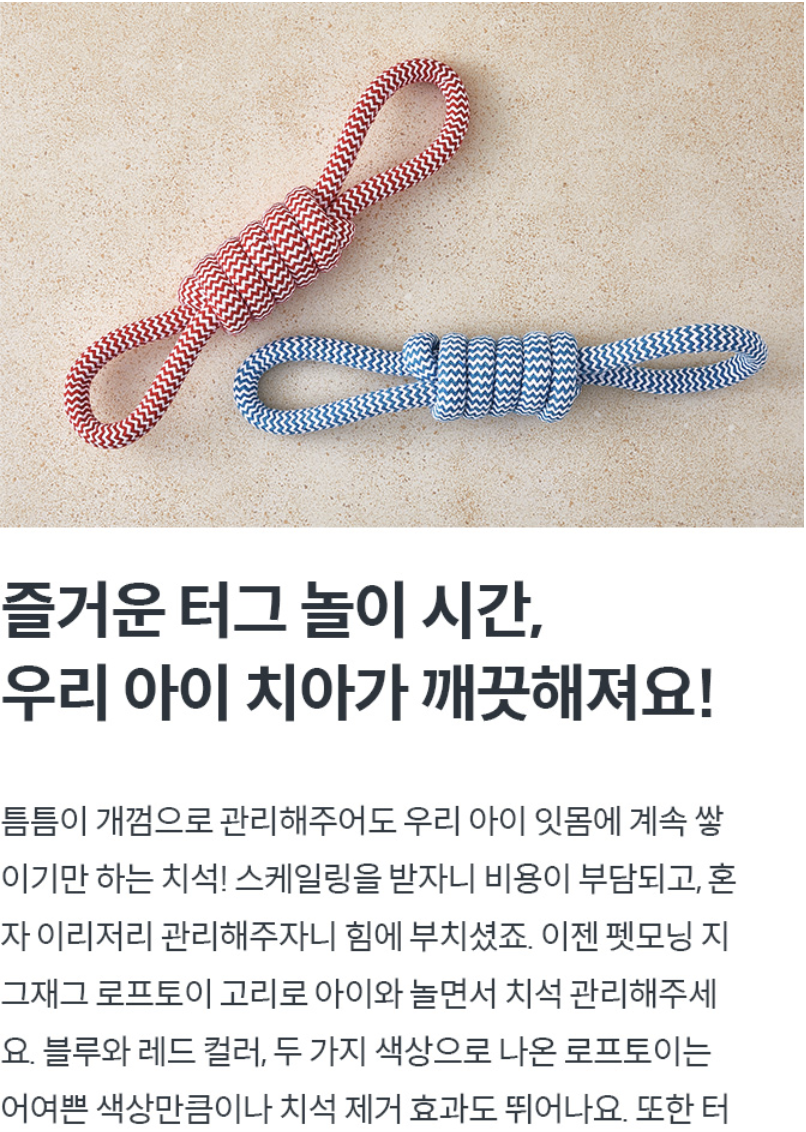 즐거운 터그 놀이 시간,
우리 아이 치아가 깨끗해져요!
틈틈이 개껌으로 관리해주어도 우리 아이 잇몸에 계속 쌓
이기만 하는 치석! 스케일링을 받자니 비용이 부담되고, 혼
자 이리저리 관리해주자니 힘에 부치셨죠. 이젠 펫모닝 지
그재그 로프토이 고리로 아이와 놀면서 치석 관리해주세
요. 블루와 레드 컬러, 두 가지 색상으로 나온 로프토이는
어여쁜 색상만큼이나 치석 제거 효과도 뛰어나요. 또한 터